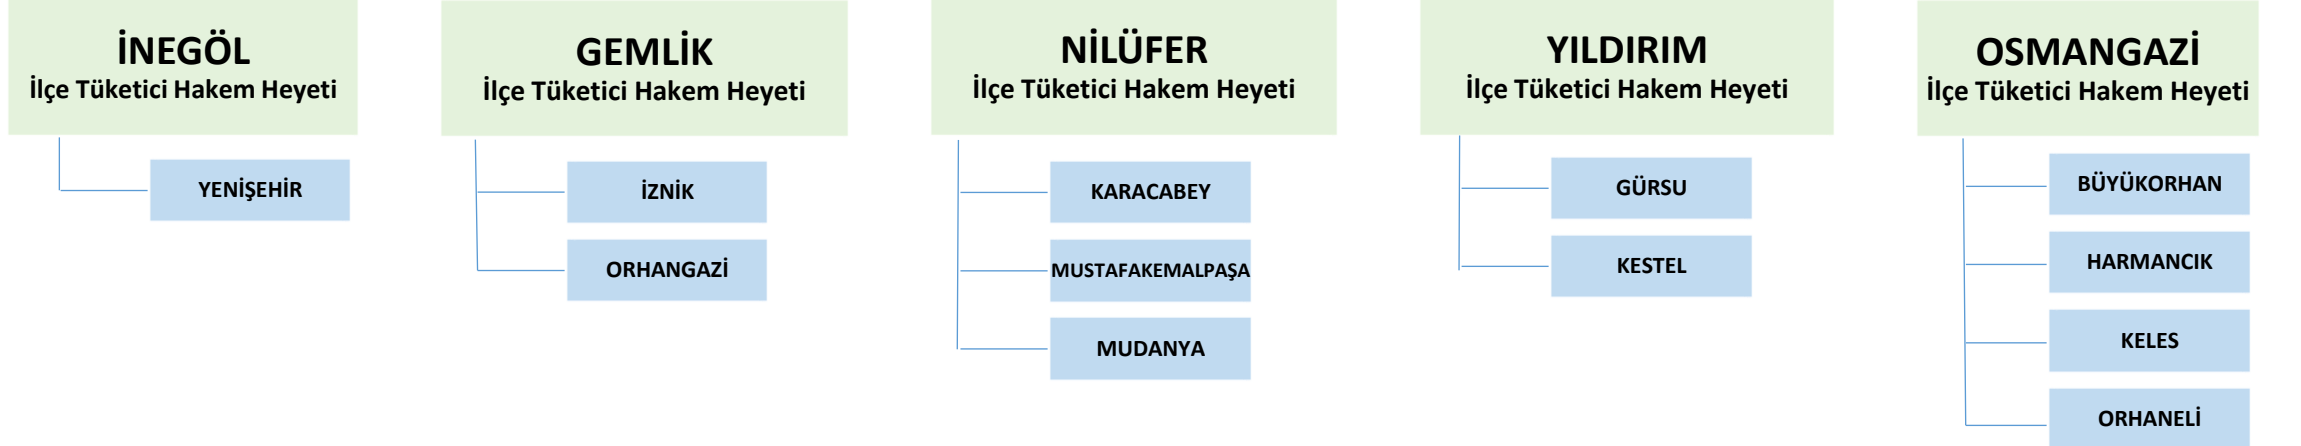 İNEGÖL
İlçe Tüketici Hakem Heyeti
YENİŞEHİR
GEMLİK
İlçe Tüketici Hakem Heyeti
İZNİK
ORHANGAZİ
NİLÜFER
İlçe Tüketici Hakem Heyeti
KARACABEY
MUSTAFAKEMALPAŞA
MUDANYA
YILDIRIM
İlçe Tüketici Hakem Heyeti
GÜRSU
KESTEL
OSMANGAZİ
İlçe Tüketici Hakem Heyeti
BÜYÜKORHAN
HARMANCIK
KELES
ORHANELİ